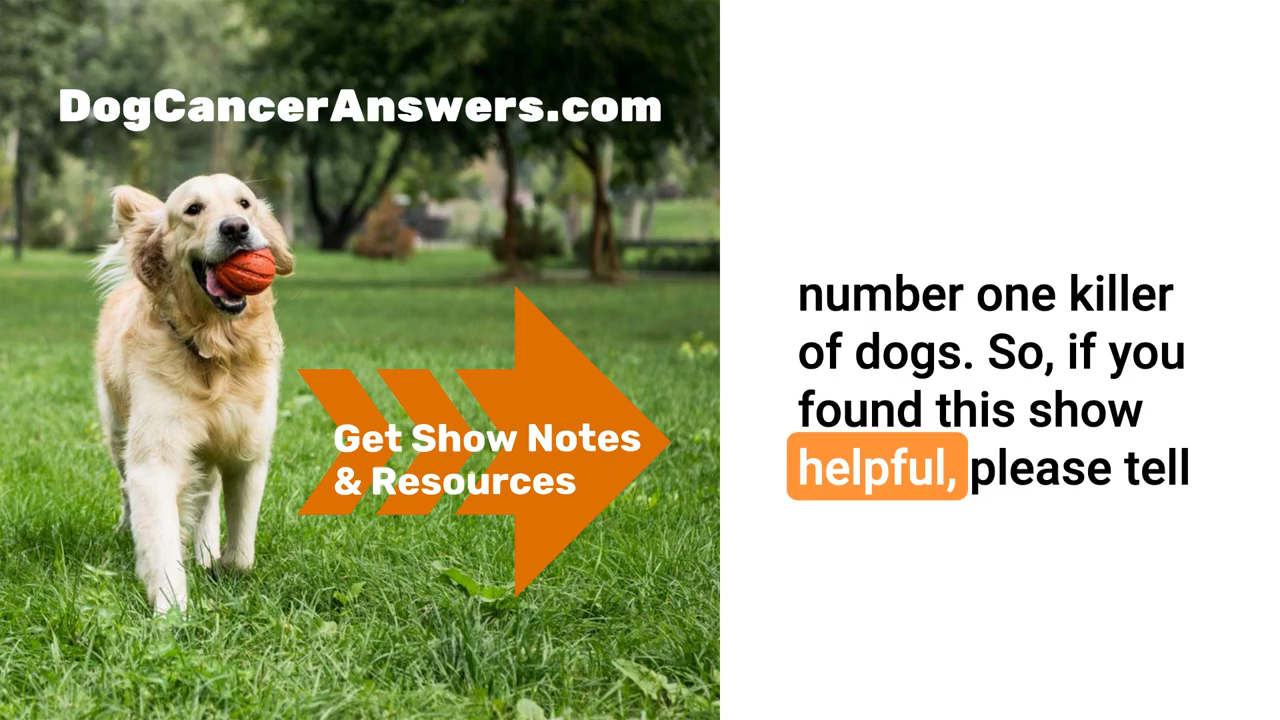 DogCancerAnswers.com
Get Show Notes
& Resources
number one killer
of dogs. So, if you
found this show
helpful, please tell